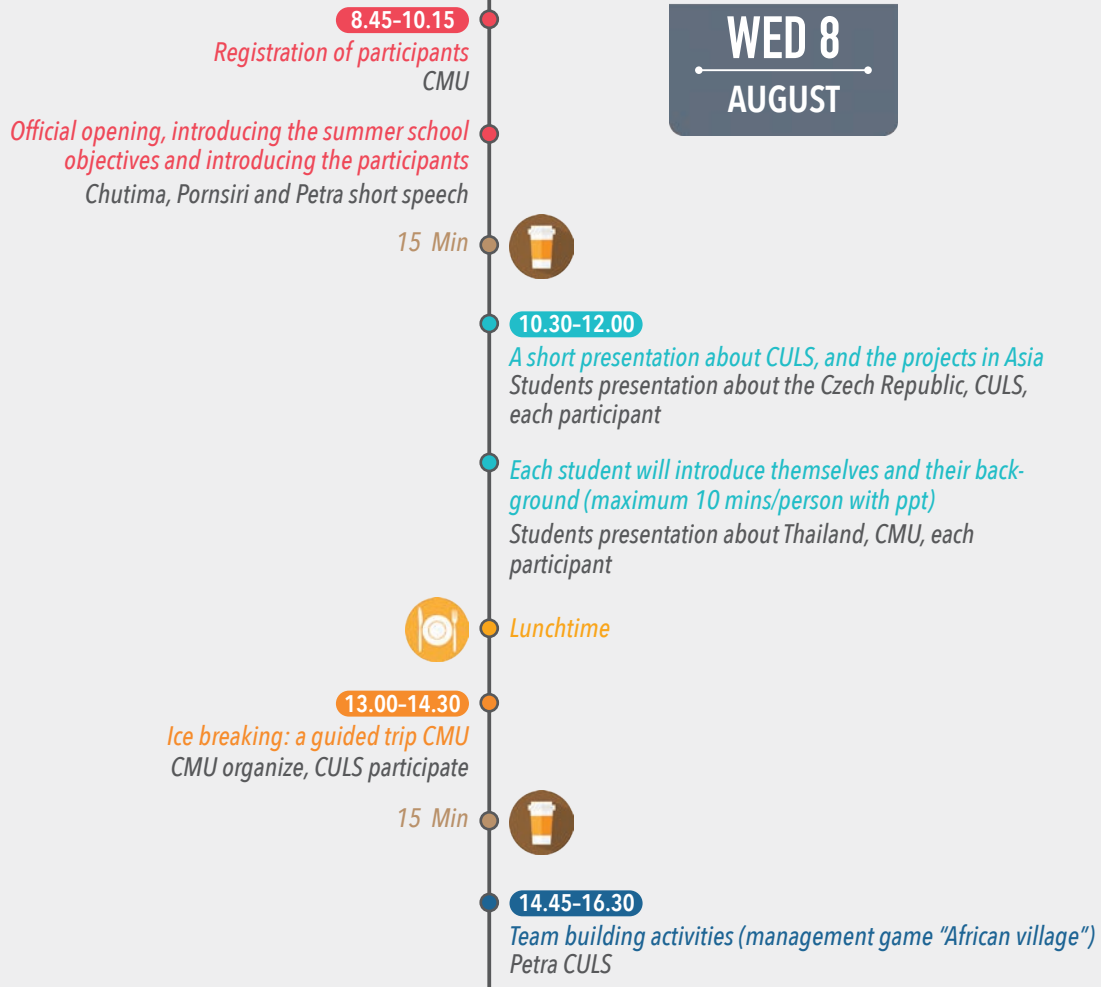 WED 8
AUGUST
8.45–10.15
Registration of participants
CMU
Official opening, introducing the summer school
objectives and introducing the participants
Chutima, Pornsiri and Petra short speech
15 Min
10.30–12.00
A short presentation about CULS, and the projects in Asia
Students presentation about the Czech Republic, CULS,
each participant
Each student will introduce themselves and their back-
ground (maximum 10 mins/person with ppt)
Students presentation about Thailand, CMU, each
participant
Lunchtime
13.00–14.30
Ice breaking: a guided trip CMU
CMU organize, CULS participate
15 Min
14.45–16.30
Team building activities (management game “African village”)
Petra CULS